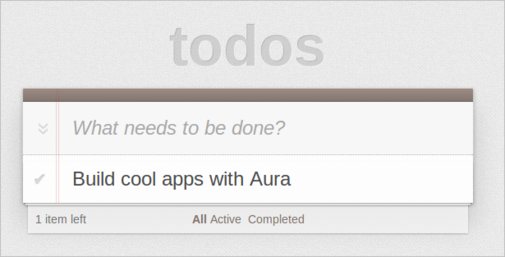 todos
What needs to be done?
Build cool apps with Aura
1 item left All Active Completed